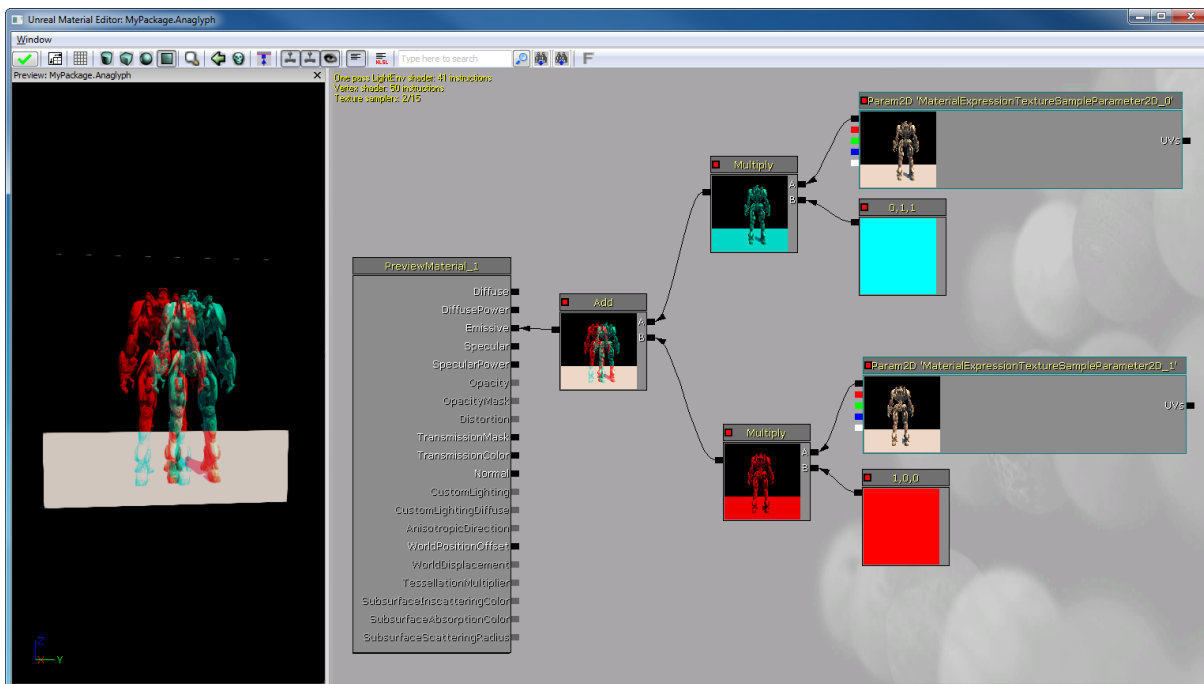 Unreal Material Editor: MyPackage.Anaglyph
Window
HLSL
Type here to search
F
Preview: MyPackage.Anaglyph
X
One pass LightEnv shader: 41 instructions
Vertex shader: 50 instructions
Texture samplers: 2/15
Param2D 'MaterialExpressionTextureSampleParameter2D_0'
UVs
Multiply
A
B
0,1,1
PreviewMaterial_1
Diffuse
DiffusePower
Emissive
Specular
SpecularPower
Opacity
OpacityMask
Distortion
TransmissionMask
TransmissionColor
Normal
CustomLighting
CustomLightingDiffuse
AnisotropicDirection
WorldPositionOffset
WorldDisplacement
TessellationMultiplier
SubsurfaceInscatteringColor
SubsurfaceAbsorptionColor
SubsurfaceScatteringRadius
Add
A
B
Param2D 'MaterialExpressionTextureSampleParameter2D_1'
UVs
Multiply
A
B
1,0,0
Z
X Y